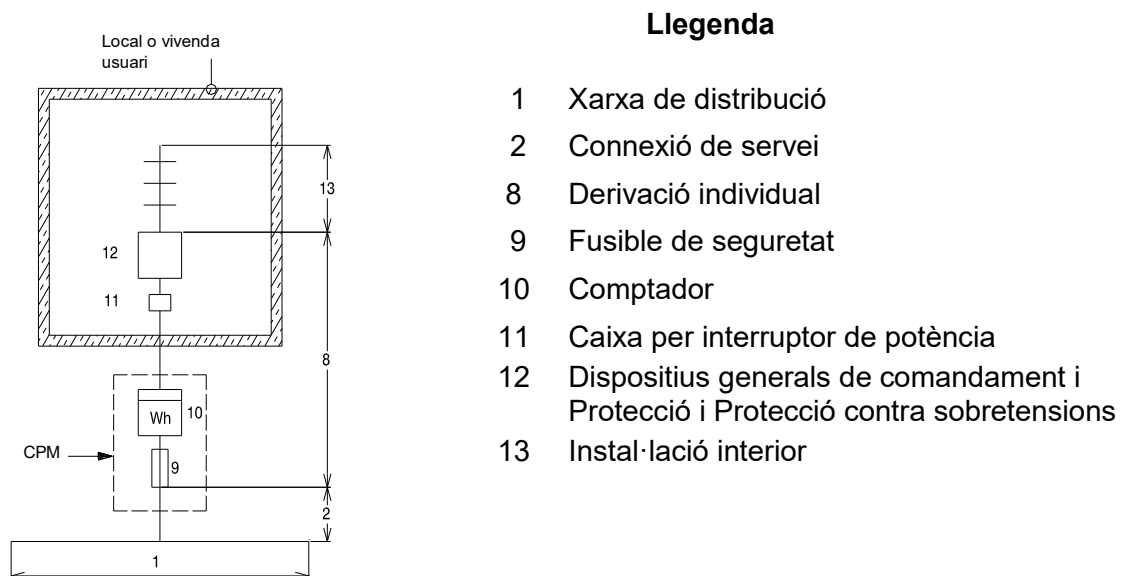 Local o vivenda
usuari
13
12
11
8
Wh
10
CPM
9
2
1
Llegenda
1 Xarxa de distribució
2 Connexió de servei
8 Derivació individual
9 Fusible de seguretat
10 Comptador
11 Caixa per interruptor de potència
12 Dispositius generals de comandament i
Protecció i Protecció contra sobretensions
13 Instal·lació interior